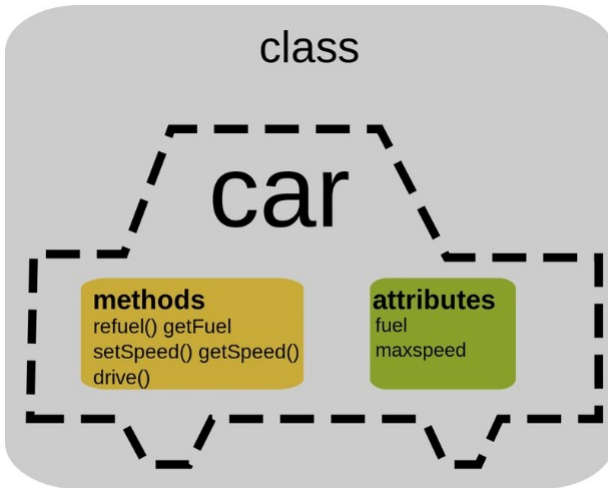 class
car
methods
refuel() getFuel
setSpeed() getSpeed()
drive()
attributes
fuel
maxspeed